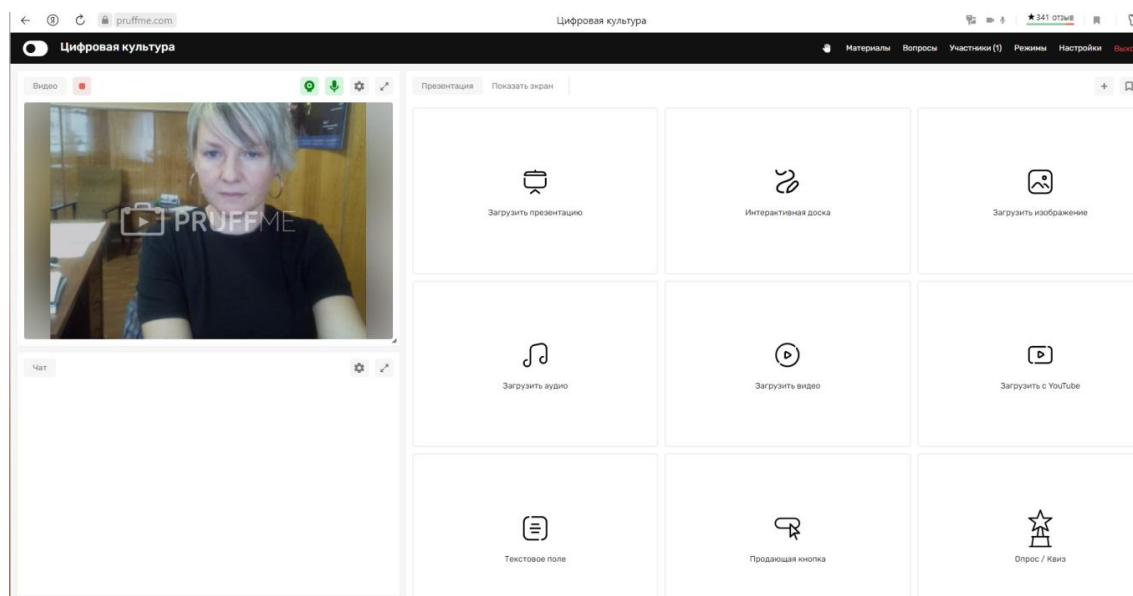 pruffme.com
Цифровая культура
★341 отзыв
Цифровая культура
Материалы Вопросы Участники (1) Режимы Настройки
Видео
Презентация Показать экран
PRUFFME
Загрузить презентацию
Интерактивная доска
Загрузить изображение
Чат
Загрузить аудио
Загрузить видео
Загрузить с YouTube
Текстовое поле
Продающая кнопка
Опрос / Квиз